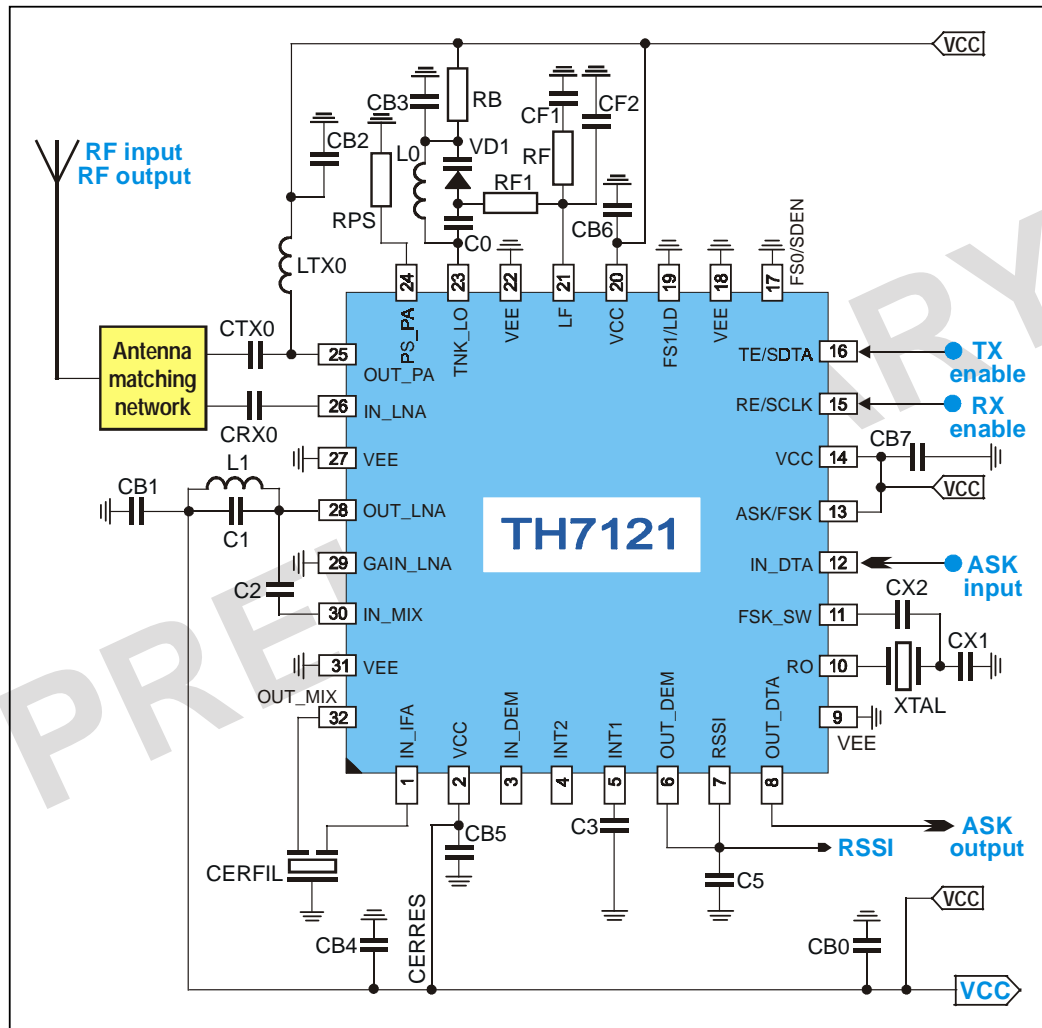 VCC
CB3
RB
CF1
CF2
CB2
L0
VD1
RF
RF input
RF output
RPS
RF1
C0
CB6
FS0/SDEN
LTX0
24
23
22
21
20
19
18
17
PS_PA
TNK_LO
VEE
LF
VCC
FS1/LD
VEE
CTX0
Antenna
matching
network
25
OUT_PA
TE/SDTA
16
TX
enable
26
IN_LNA
RE/SCLK
15
RX
enable
CRX0
27
VEE
VCC
14
CB7
VCC
L1
CB1
C1
28
OUT_LNA
ASK/FSK
13
TH7121
29
GAIN_LNA
IN_DTA
12
ASK
input
C2
30
IN_MIX
FSK_SW
11
CX2
CX1
31
VEE
RO
10
XTAL
OUT_MIX
32
9
VEE
IN_IFA
VCC
IN_DEM
INT2
INT1
OUT_DEM
RSSI
OUT_DTA
1
2
3
4
5
6
7
8
C3
CB5
ASK
output
RSSI
CERFIL
C5
CERRES
CB4
CB0
VCC
VCC
PRELIMINARY